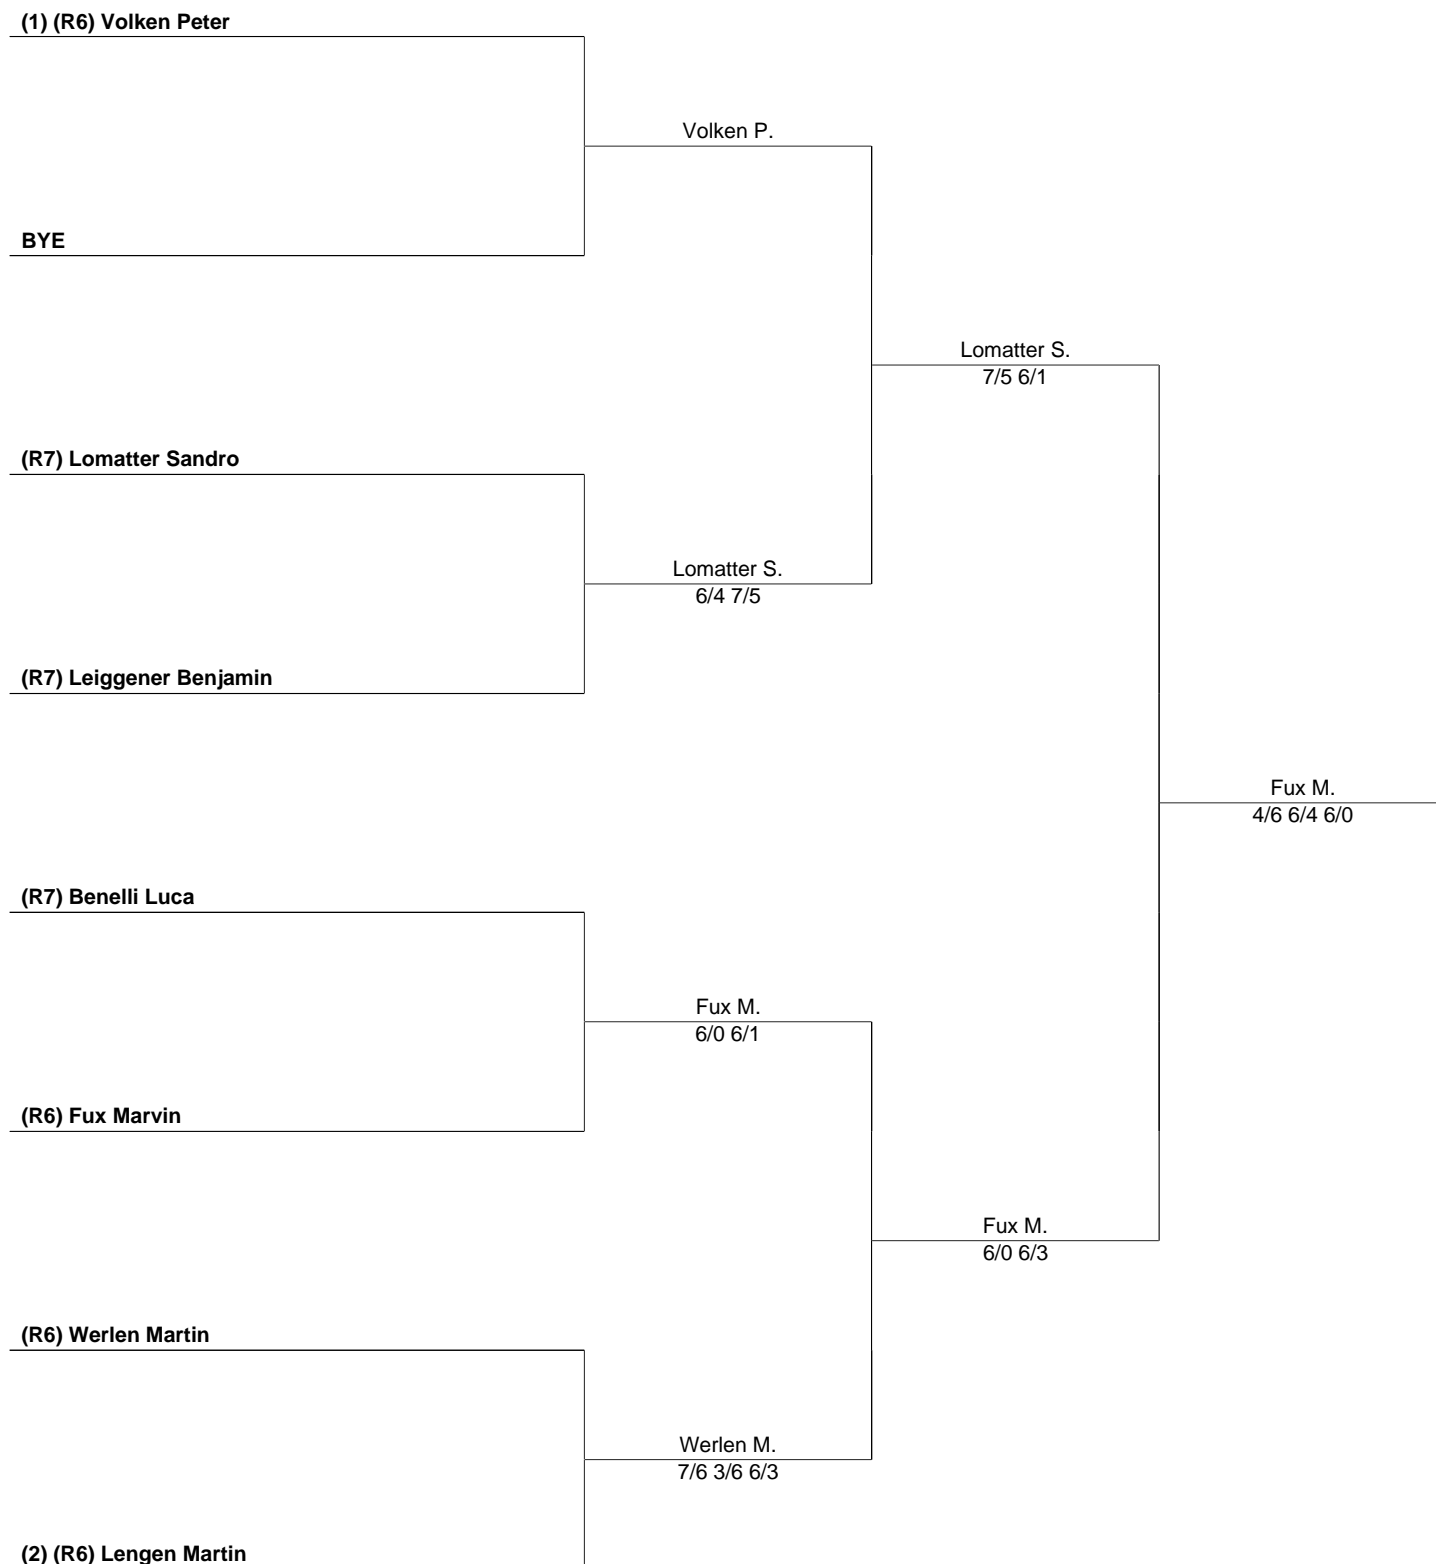 (1) (R6) Volken Peter
Volken P.
BYE
Lomatter S.
7/5 6/1
(R7) Lomatter Sandro
Lomatter S.
6/4 7/5
(R7) Leiggener Benjamin
Fux M.
4/6 6/4 6/0
(R7) Benelli Luca
Fux M.
6/0 6/1
(R6) Fux Marvin
Fux M.
6/0 6/3
(R6) Werlen Martin
Werlen M.
7/6 3/6 6/3
(2) (R6) Lengen Martin